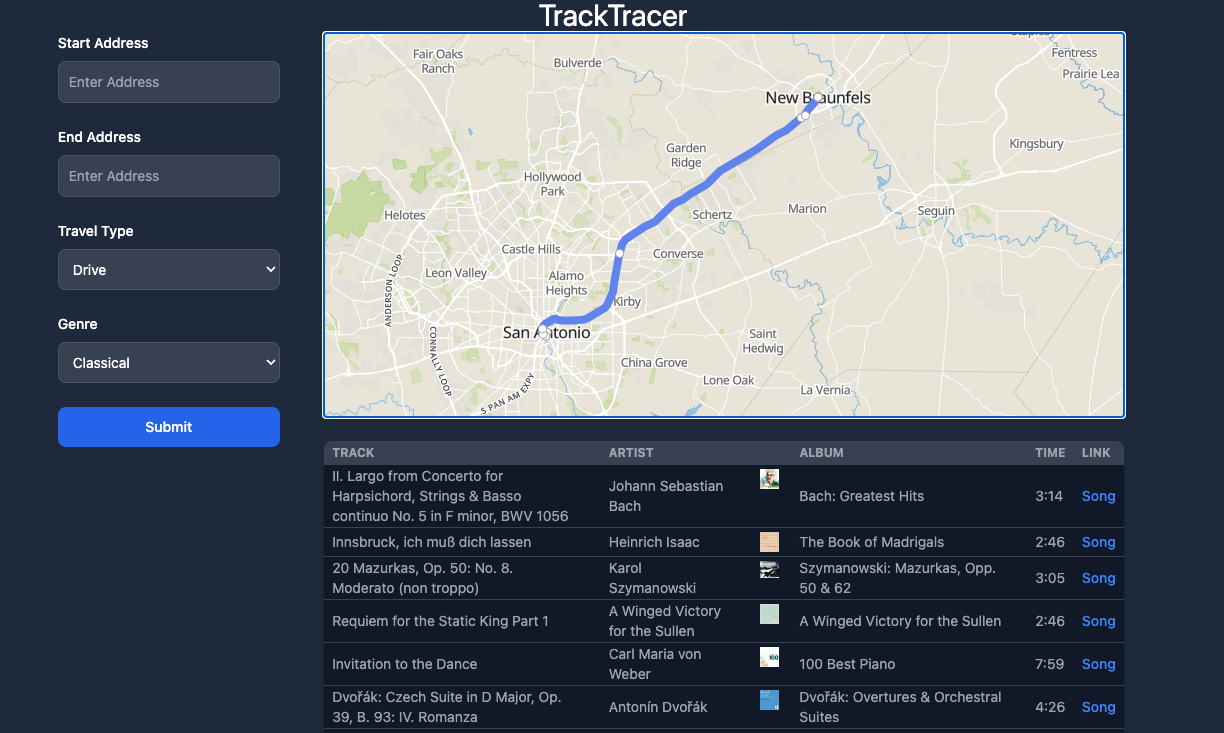 TrackTracer
Start Address
Enter Address
End Address
Enter Address
Travel Type
Drive
Genre
Classical
Submit
Fair Oaks
Ranch
Bulverde
Fentress
Prairie Lea
New Braunfels
Kingsbury
Garden
Ridge
Hollywood
Park
Helotes
Schertz
Marion
Seguin
Castle Hills
Converse
Leon Valley
Alamo
Heights
ANDERSON LOOP
Kirby
San Antonio
CONNALLY LOOP
Saint
Hedwig
China Grove
Lone Oak
La Vernia
S PAN AM EXPY
TRACK ARTIST ALBUM TIME LINK
II. Largo from Concerto for
Harpsichord, Strings & Basso
continuo No. 5 in F minor, BWV 1056
Johann Sebastian
Bach
Bach: Greatest Hits
3:14
Song
Innsbruck, ich muß dich lassen
Heinrich Isaac
The Book of Madrigals
2:46
Song
20 Mazurkas, Op. 50: No. 8.
Moderato (non troppo)
Karol
Szymanowski
Szymanowski: Mazurkas, Opp.
50 & 62
3:05
Song
Requiem for the Static King Part 1
A Winged Victory
for the Sullen
A Winged Victory for the Sullen
2:46
Song
Invitation to the Dance
Carl Maria von
Weber
100
100 Best Piano
7:59
Song
Dvořák: Czech Suite in D Major, Op.
39, B. 93: IV. Romanza
Antonín Dvořák
Dvořák: Overtures & Orchestral
Suites
4:26
Song